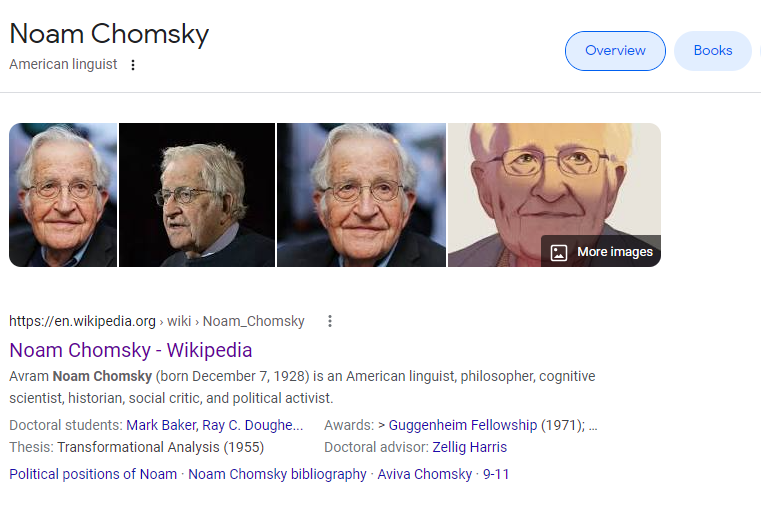 Noam Chomsky
American linguist
Overview
Books
More images
https://en.wikipedia.org › wiki › Noam_Chomsky
Noam Chomsky - Wikipedia
Avram Noam Chomsky (born December 7, 1928) is an American linguist, philosopher, cognitive
scientist, historian, social critic, and political activist.
Doctoral students: Mark Baker, Ray C. Doughe... Awards: > Guggenheim Fellowship (1971); ...
Thesis: Transformational Analysis (1955) Doctoral advisor: Zellig Harris
Political positions of Noam · Noam Chomsky bibliography · Aviva Chomsky · 9-11